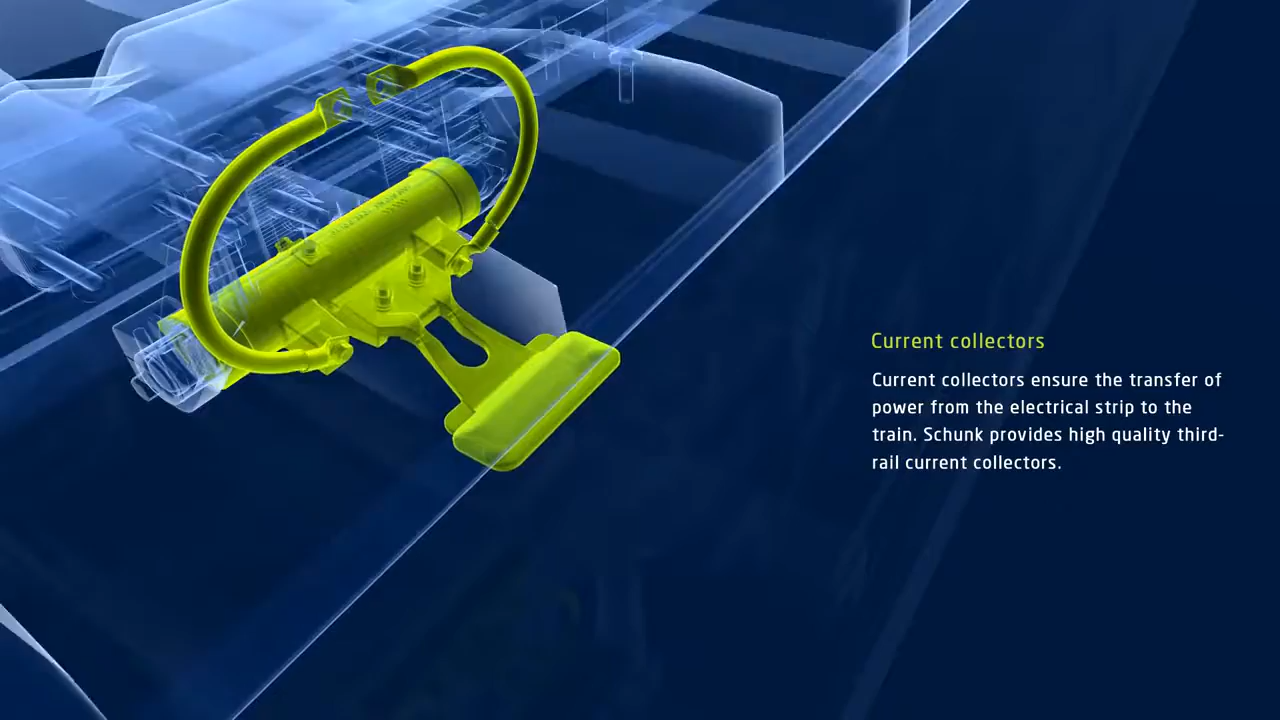 Current collectors
Current collectors ensure the transfer of
power from the electrical strip to the
train. Schunk provides high quality third-
rail current collectors.